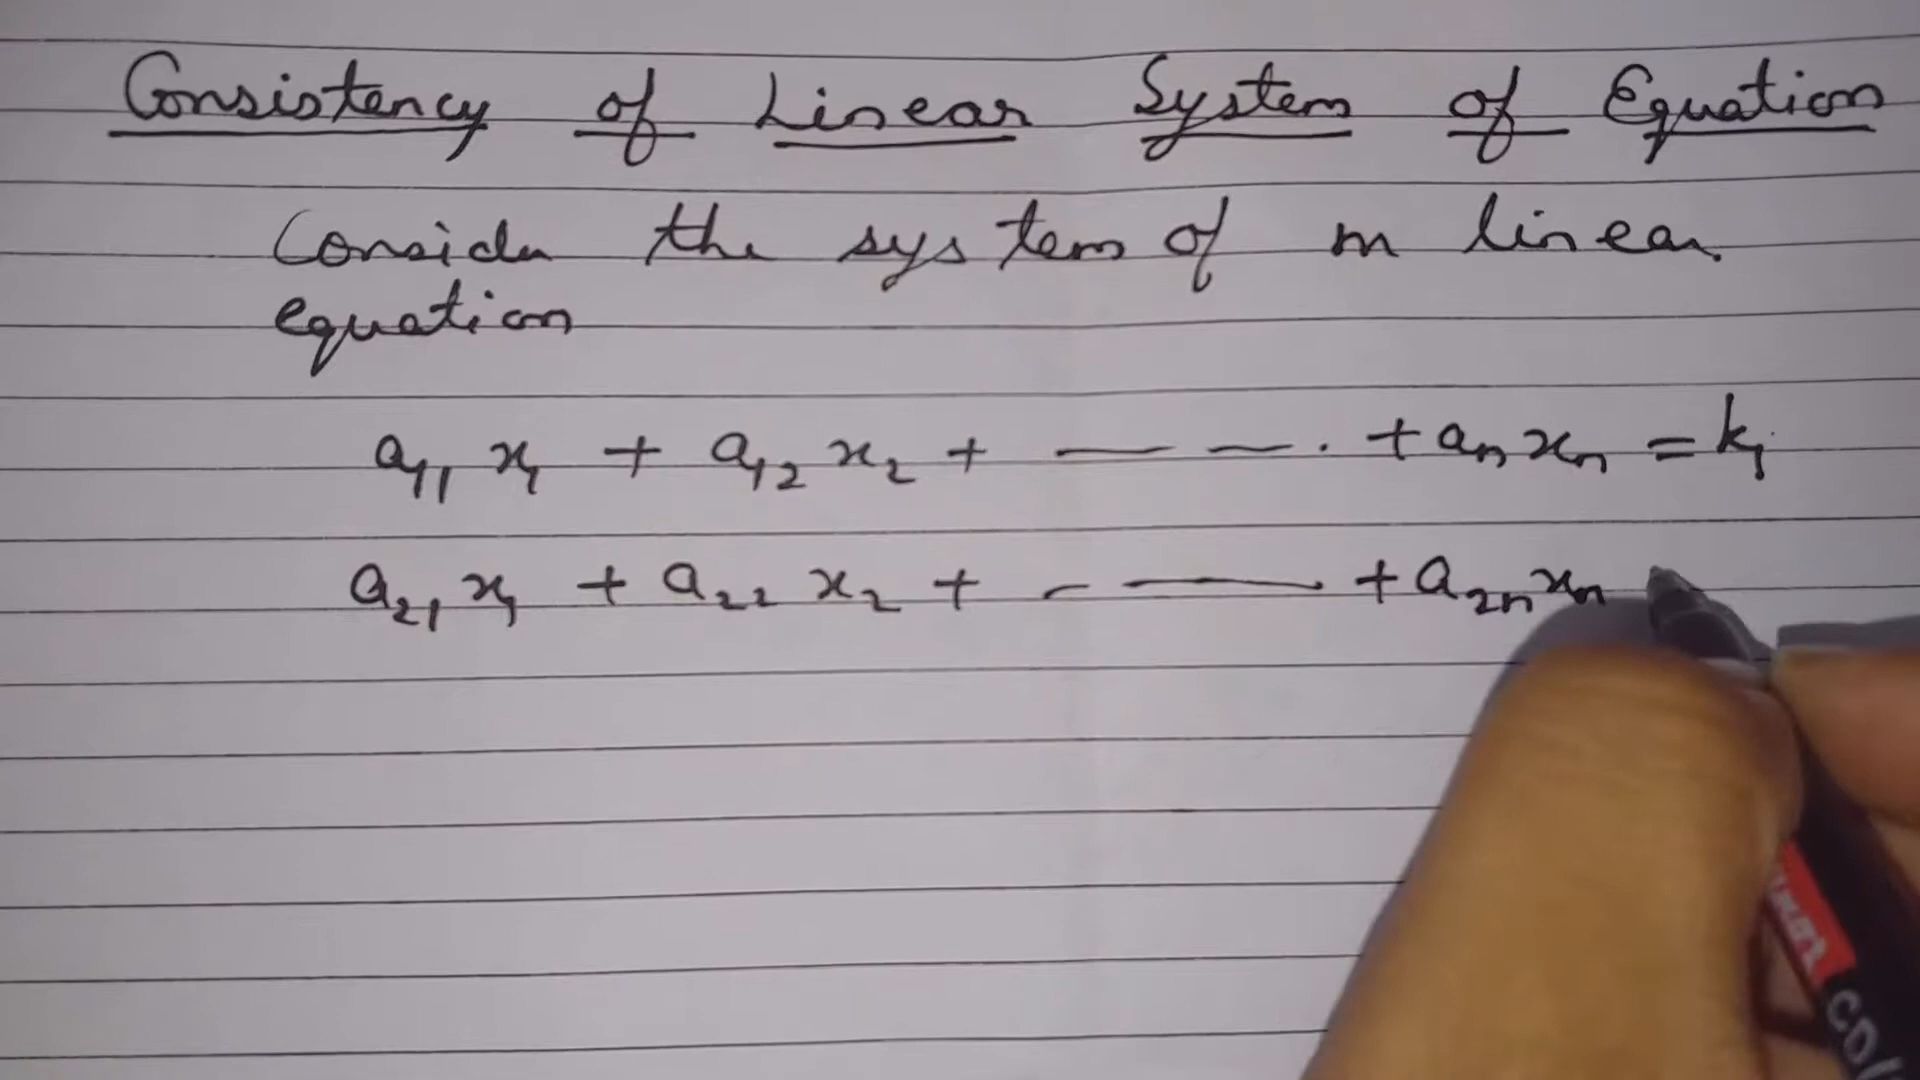 Consistency of Linear System of Equation
Consider the system of m linear
equation
a₁₁ x₁ + a₁₂ x₂ + — — . + aₙ xₙ = k₁
a₂₁ x₁ + a₂₂ x₂ + - — + a₂ₙ xₙ